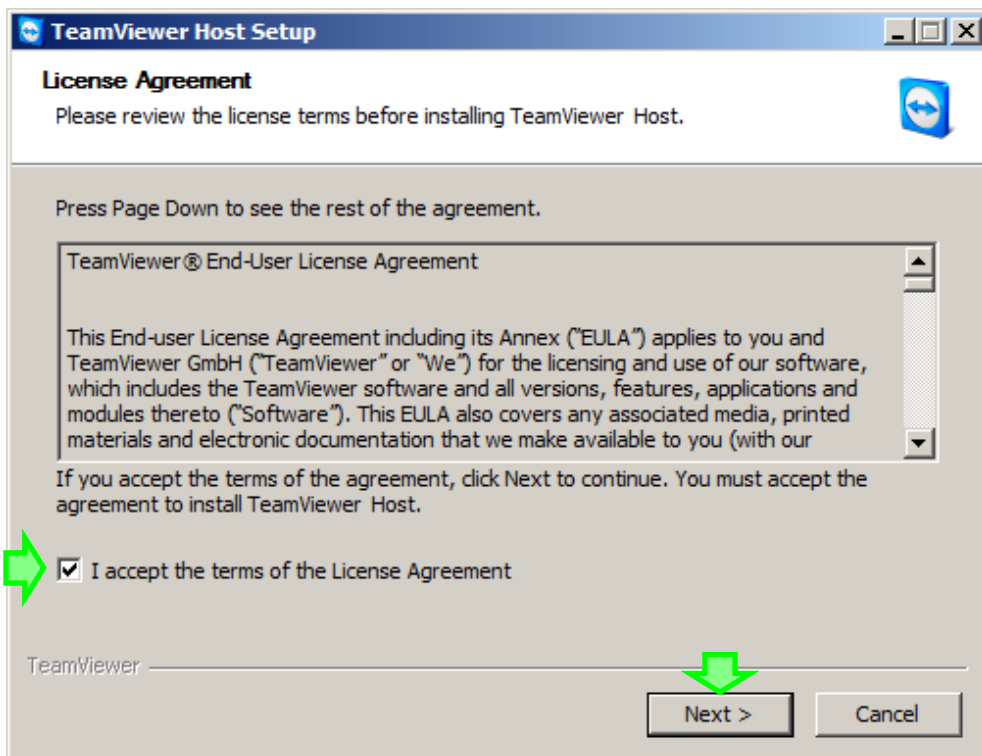 TeamViewer Host Setup
License Agreement
Please review the license terms before installing TeamViewer Host.
Press Page Down to see the rest of the agreement.
TeamViewer® End-User License Agreement
This End-user License Agreement including its Annex ("EULA") applies to you and
TeamViewer GmbH ("TeamViewer" or "We") for the licensing and use of our software,
which includes the TeamViewer software and all versions, features, applications and
modules thereto ("Software"). This EULA also covers any associated media, printed
materials and electronic documentation that we make available to you (with our
If you accept the terms of the agreement, click Next to continue. You must accept the
agreement to install TeamViewer Host.
I accept the terms of the License Agreement
TeamViewer
Next >
Cancel